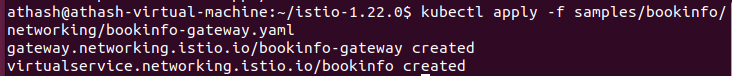 athash@athash-virtual-machine:~/istio-1.22.0$ kubectl apply -f samples/bookinfo/
networking/bookinfo-gateway.yaml
gateway.networking.istio.io/bookinfo-gateway created
virtualservice.networking.istio.io/bookinfo created